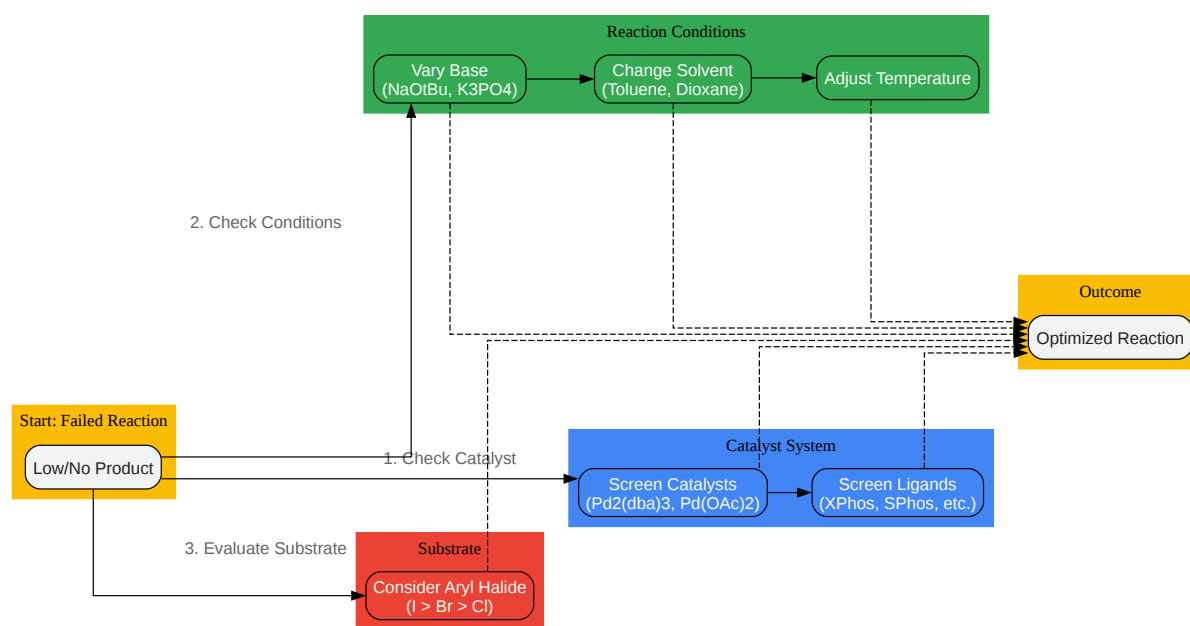 Reaction Conditions
Vary Base
(NaOtBu, K3PO4)
Change Solvent
(Toluene, Dioxane)
Adjust Temperature
2. Check Conditions
Outcome
Optimized Reaction
Start: Failed Reaction
Low/No Product
1. Check Catalyst
Catalyst System
Screen Catalysts
(Pd2(dba)3, Pd(OAc)2)
Screen Ligands
(XPhos, SPhos, etc.)
3. Evaluate Substrate
Substrate
Consider Aryl Halide
(I > Br > Cl)